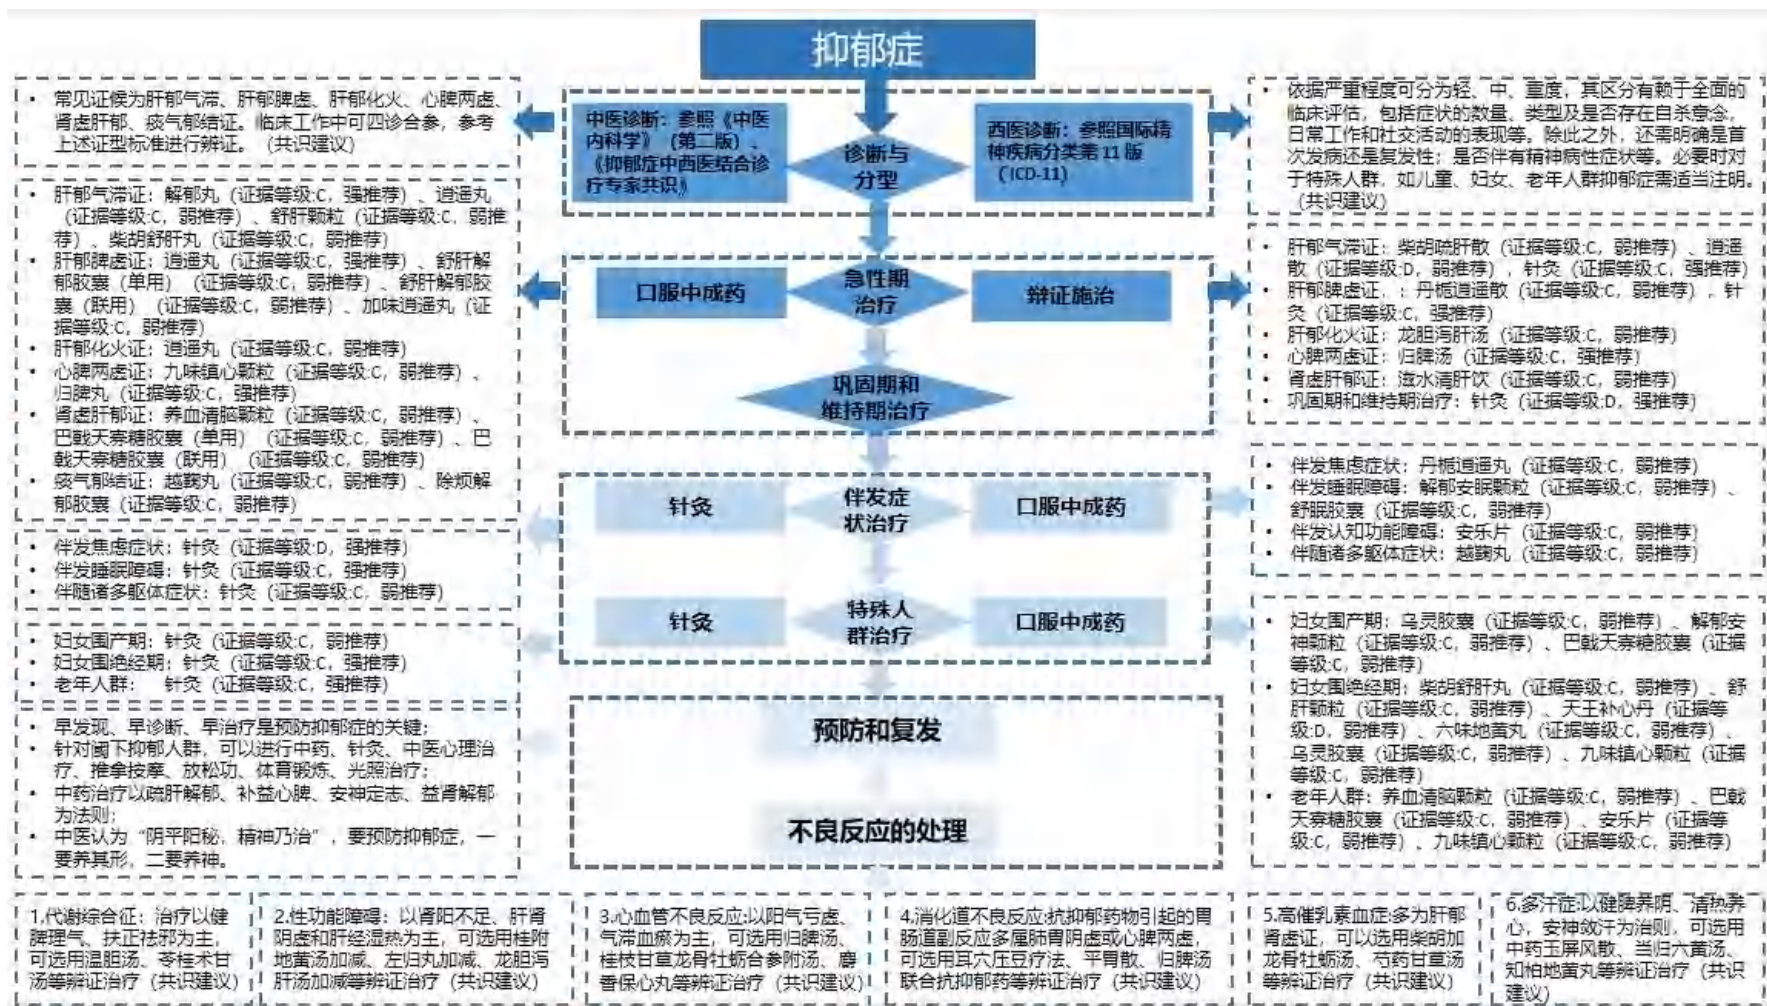 抑郁症
• 常见证候为肝郁气滞、肝郁脾虚、肝郁化火、心脾两虚、
肾虚肝郁、痰气郁结证。临床工作中可四诊合参，参考
上述证型标准进行辨证。（共识建议）
中医诊断：参照《中医
内科学》（第二版）、
《抑郁症中西医结合诊
疗专家共识》
诊断与
分型
西医诊断：参照国际精
神疾病分类第 11 版
（ICD-11）
• 依据严重程度可分为轻、中、重度，其区分有赖于全面的
临床评估，包括症状的数量、类型及是否存在自杀意念，
日常工作和社交活动的表现等。除此之外，还需明确是首
次发病还是复发性；是否伴有精神病性症状等。必要时对
于特殊人群，如儿童、妇女、老年人群抑郁症需适当注明。
（共识建议）
• 肝郁气滞证：解郁丸（证据等级:C，强推荐）、逍遥丸
（证据等级:C，弱推荐）、舒肝颗粒（证据等级:C，弱推
荐）、柴胡舒肝丸（证据等级:C，弱推荐）
• 肝郁脾虚证：逍遥丸（证据等级:C，强推荐）、舒肝解
郁胶囊（单用）（证据等级:C，弱推荐）、舒肝解郁胶
囊（联用）（证据等级:C，弱推荐）、加味逍遥丸（证
据等级:C，弱推荐）
• 肝郁化火证：逍遥丸（证据等级:C，弱推荐）
• 心脾两虚证：九味镇心颗粒（证据等级:C，弱推荐）、
归脾丸（证据等级:C，强推荐）
• 肾虚肝郁证：养血清脑颗粒（证据等级:C，弱推荐）、
巴戟天寡糖胶囊（单用）（证据等级:C，弱推荐）、巴
戟天寡糖胶囊（联用）（证据等级:C，弱推荐）
• 痰气郁结证：越鞠丸（证据等级:C，弱推荐）、除烦解
郁胶囊（证据等级:C，弱推荐）
口服中成药
急性期
治疗
辩证施治
巩固期和
维持期治疗
• 肝郁气滞证：柴胡疏肝散（证据等级:C，弱推荐）、逍遥
散（证据等级:D，弱推荐），针灸（证据等级:C，强推荐）
• 肝郁脾虚证，：丹栀逍遥散（证据等级:C，弱推荐），针
灸（证据等级:C，强推荐）
• 肝郁化火证：龙胆泻肝汤（证据等级:C，弱推荐）
• 心脾两虚证：归脾汤（证据等级:C，强推荐）
• 肾虚肝郁证：滋水清肝饮（证据等级:C，弱推荐）
• 巩固期和维持期治疗：针灸（证据等级:D，强推荐）
• 伴发焦虑症状：针灸（证据等级:D，强推荐）
• 伴发睡眠障碍：针灸（证据等级:C，强推荐）
• 伴随诸多躯体症状：针灸（证据等级:C，强推荐）
针灸
伴发症
状治疗
口服中成药
• 伴发焦虑症状：丹栀逍遥丸（证据等级:C，弱推荐）
• 伴发睡眠障碍：解郁安眠颗粒（证据等级:C，弱推荐）、
舒眠胶囊（证据等级:C，弱推荐）
• 伴发认知功能障碍：安乐片（证据等级:C，弱推荐）
• 伴随诸多躯体症状：越鞠丸（证据等级:C，弱推荐）
• 妇女围产期：针灸（证据等级:C，弱推荐）
• 妇女围绝经期：针灸（证据等级:C，强推荐）
• 老年人群： 针灸（证据等级:C，强推荐）
针灸
特殊人
群治疗
口服中成药
• 妇女围产期：乌灵胶囊（证据等级:C，弱推荐）、解郁安
神颗粒（证据等级:C，弱推荐）、巴戟天寡糖胶囊（证据
等级:C，弱推荐）
• 妇女围绝经期：柴胡舒肝丸（证据等级:C，弱推荐）、舒
肝颗粒（证据等级:C，弱推荐）、天王补心丹（证据等
级:D，弱推荐）、六味地黄丸（证据等级:C，弱推荐）、
乌灵胶囊（证据等级:C，弱推荐）、九味镇心颗粒（证据
等级:C，弱推荐）
• 老年人群：养血清脑颗粒（证据等级:C，弱推荐）、巴戟
天寡糖胶囊（证据等级:C，弱推荐）、安乐片（证据等
级:C，弱推荐）、九味镇心颗粒（证据等级:C，弱推荐）
• 早发现、早诊断、早治疗是预防抑郁症的关键；
• 针对阈下抑郁人群，可以进行中药、针灸、中医心理治
疗、推拿按摩、放松功、体育锻炼、光照治疗；
• 中药治疗以疏肝解郁、补益心脾、安神定志、益肾解郁
为法则；
• 中医认为“阴平阳秘，精神乃治”，要预防抑郁症，一
要养其形，二要养神。
预防和复发
不良反应的处理
1.代谢综合征：治疗以健
脾理气、扶正祛邪为主，
可选用温胆汤、苓桂术甘
汤等辨证治疗（共识建议）
2.性功能障碍：以肾阳不足、肝肾
阴虚和肝经湿热为主，可选用桂附
地黄汤加减、左归丸加减、龙胆泻
肝汤加减等辨证治疗（共识建议）
3.心血管不良反应:以阳气亏虚、
气滞血瘀为主，可选用归脾汤、
桂枝甘草龙骨牡蛎合参附汤、麝
香保心丸等辨证治疗（共识建议）
4.消化道不良反应:抗抑郁药物引起的胃
肠道副反应多属肺胃阴虚或心脾两虚，
可选用耳穴压豆疗法、平胃散、归脾汤
联合抗抑郁药等辨证治疗（共识建议）
5.高催乳素血症:多为肝郁
肾虚证，可以选用柴胡加
龙骨牡蛎汤、芍药甘草汤
等辨证治疗（共识建议）
6.多汗症:以健脾养阴、清热养
心，安神敛汗为治则，可选用
中药玉屏风散、当归六黄汤、
知柏地黄丸等辨证治疗（共识
建议）